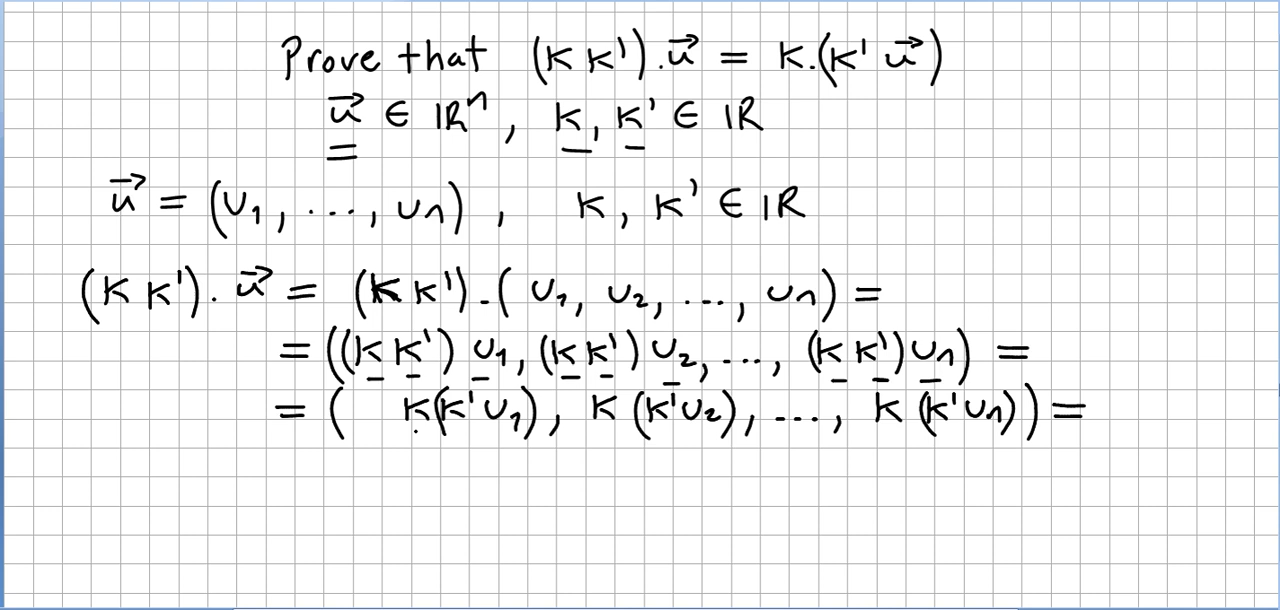 Prove that (K K').u⃗ = K.(K' u⃗)
u⃗ ∈ ℝⁿ, K, K' ∈ ℝ
u⃗ = (U₁, ..., Un), K, K' ∈ ℝ
(K K'). u⃗ = (K K').(U₁, U₂, ..., Un) =
= ((K K') U₁, (K K') U₂, ..., (K K') Un) =
= ( K(K'U₁), K (K'U₂), ..., K (K'Un)) =